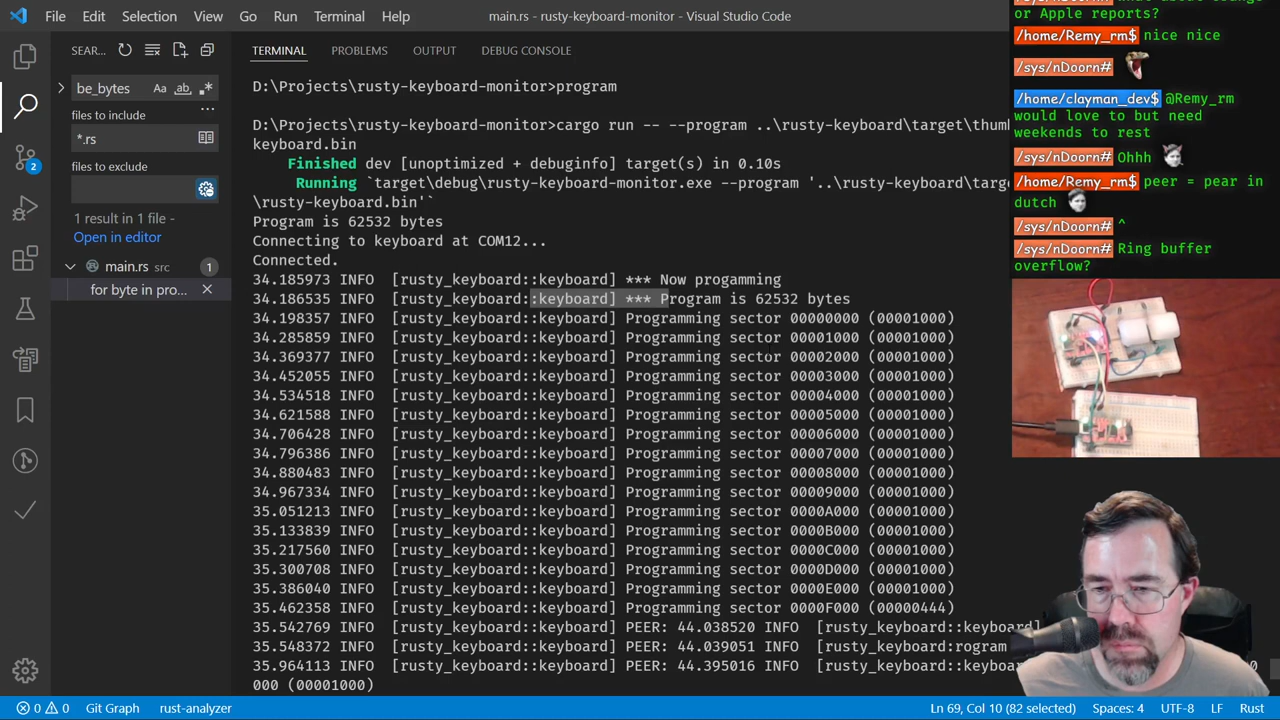 File Edit Selection View Go Run Terminal Help
main.rs - rusty-keyboard-monitor - Visual Studio Code
SEAR...
be_bytes
files to include
*.rs
files to exclude
1 result in 1 file -
Open in editor
main.rs src 1
for byte in pro...
2
TERMINAL PROBLEMS OUTPUT DEBUG CONSOLE
D:\Projects\rusty-keyboard-monitor>program
D:\Projects\rusty-keyboard-monitor>cargo run -- --program ..\rusty-keyboard\target\thum
keyboard.bin
Finished dev [unoptimized + debuginfo] target(s) in 0.10s
Running `target\debug\rusty-keyboard-monitor.exe --program '..\rusty-keyboard\targe
\rusty-keyboard.bin'`
Program is 62532 bytes
Connecting to keyboard at COM12...
Connected.
34.185973 INFO [rusty_keyboard::keyboard] *** Now progamming
34.186535 INFO [rusty_keyboard::keyboard] *** Program is 62532 bytes
34.198357 INFO [rusty_keyboard::keyboard] Programming sector 00000000 (00001000)
34.285859 INFO [rusty_keyboard::keyboard] Programming sector 00001000 (00001000)
34.369377 INFO [rusty_keyboard::keyboard] Programming sector 00002000 (00001000)
34.452055 INFO [rusty_keyboard::keyboard] Programming sector 00003000 (00001000)
34.534518 INFO [rusty_keyboard::keyboard] Programming sector 00004000 (00001000)
34.621588 INFO [rusty_keyboard::keyboard] Programming sector 00005000 (00001000)
34.706428 INFO [rusty_keyboard::keyboard] Programming sector 00006000 (00001000)
34.796386 INFO [rusty_keyboard::keyboard] Programming sector 00007000 (00001000)
34.880483 INFO [rusty_keyboard::keyboard] Programming sector 00008000 (00001000)
34.967334 INFO [rusty_keyboard::keyboard] Programming sector 00009000 (00001000)
35.051213 INFO [rusty_keyboard::keyboard] Programming sector 0000A000 (00001000)
35.133839 INFO [rusty_keyboard::keyboard] Programming sector 0000B000 (00001000)
35.217560 INFO [rusty_keyboard::keyboard] Programming sector 0000C000 (00001000)
35.300708 INFO [rusty_keyboard::keyboard] Programming sector 0000D000 (00001000)
35.386040 INFO [rusty_keyboard::keyboard] Programming sector 0000E000 (00001000)
35.462358 INFO [rusty_keyboard::keyboard] Programming sector 0000F000 (00000444)
35.542769 INFO [rusty_keyboard::keyboard] PEER: 44.038520 INFO [rusty_keyboard::keyboard]
35.548372 INFO [rusty_keyboard::keyboard] PEER: 44.039051 INFO [rusty_keyboard:rogram
35.964113 INFO [rusty_keyboard::keyboard] PEER: 44.395016 INFO [rusty_keyboard::keyboa
000 (00001000)
or Apple reports?
/home/Remy_rm$ nice nice
/sys/nDoorn#
/home/clayman_dev$ @Remy_rm
would love to but need
weekends to rest
/sys/nDoorn# Ohhh
/home/Remy_rm$ peer = pear in
dutch
/sys/nDoorn# ^
/sys/nDoorn# Ring buffer
overflow?
0 0 Git Graph rust-analyzer
Ln 69, Col 10 (82 selected) Spaces: 4 UTF-8 LF Rust